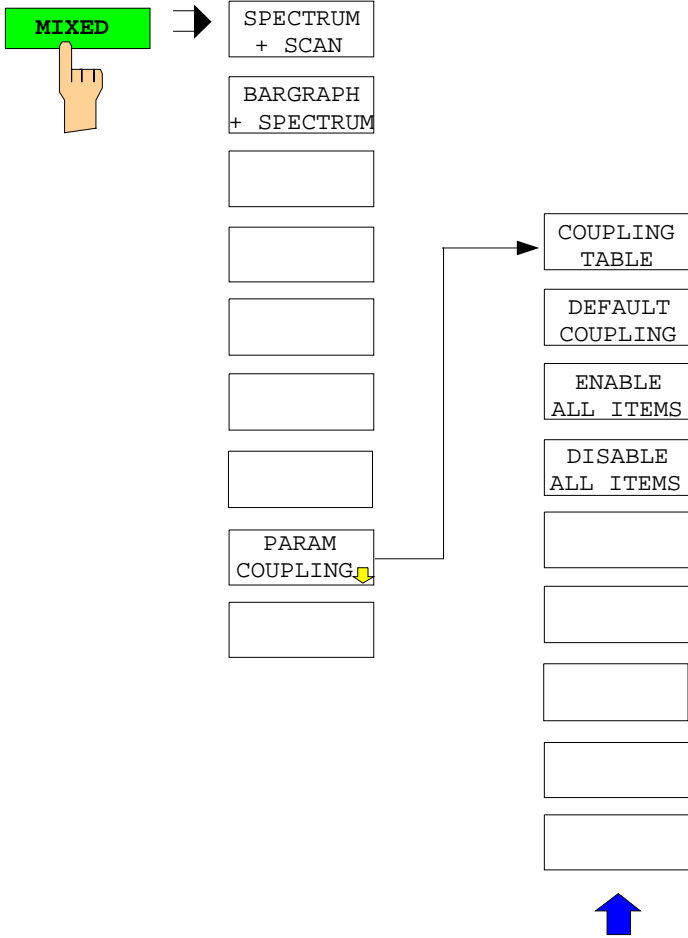 MIXED
SPECTRUM
+ SCAN
BARGRAPH
+ SPECTRUM
PARAM
COUPLING
COUPLING
TABLE
DEFAULT
COUPLING
ENABLE
ALL ITEMS
DISABLE
ALL ITEMS